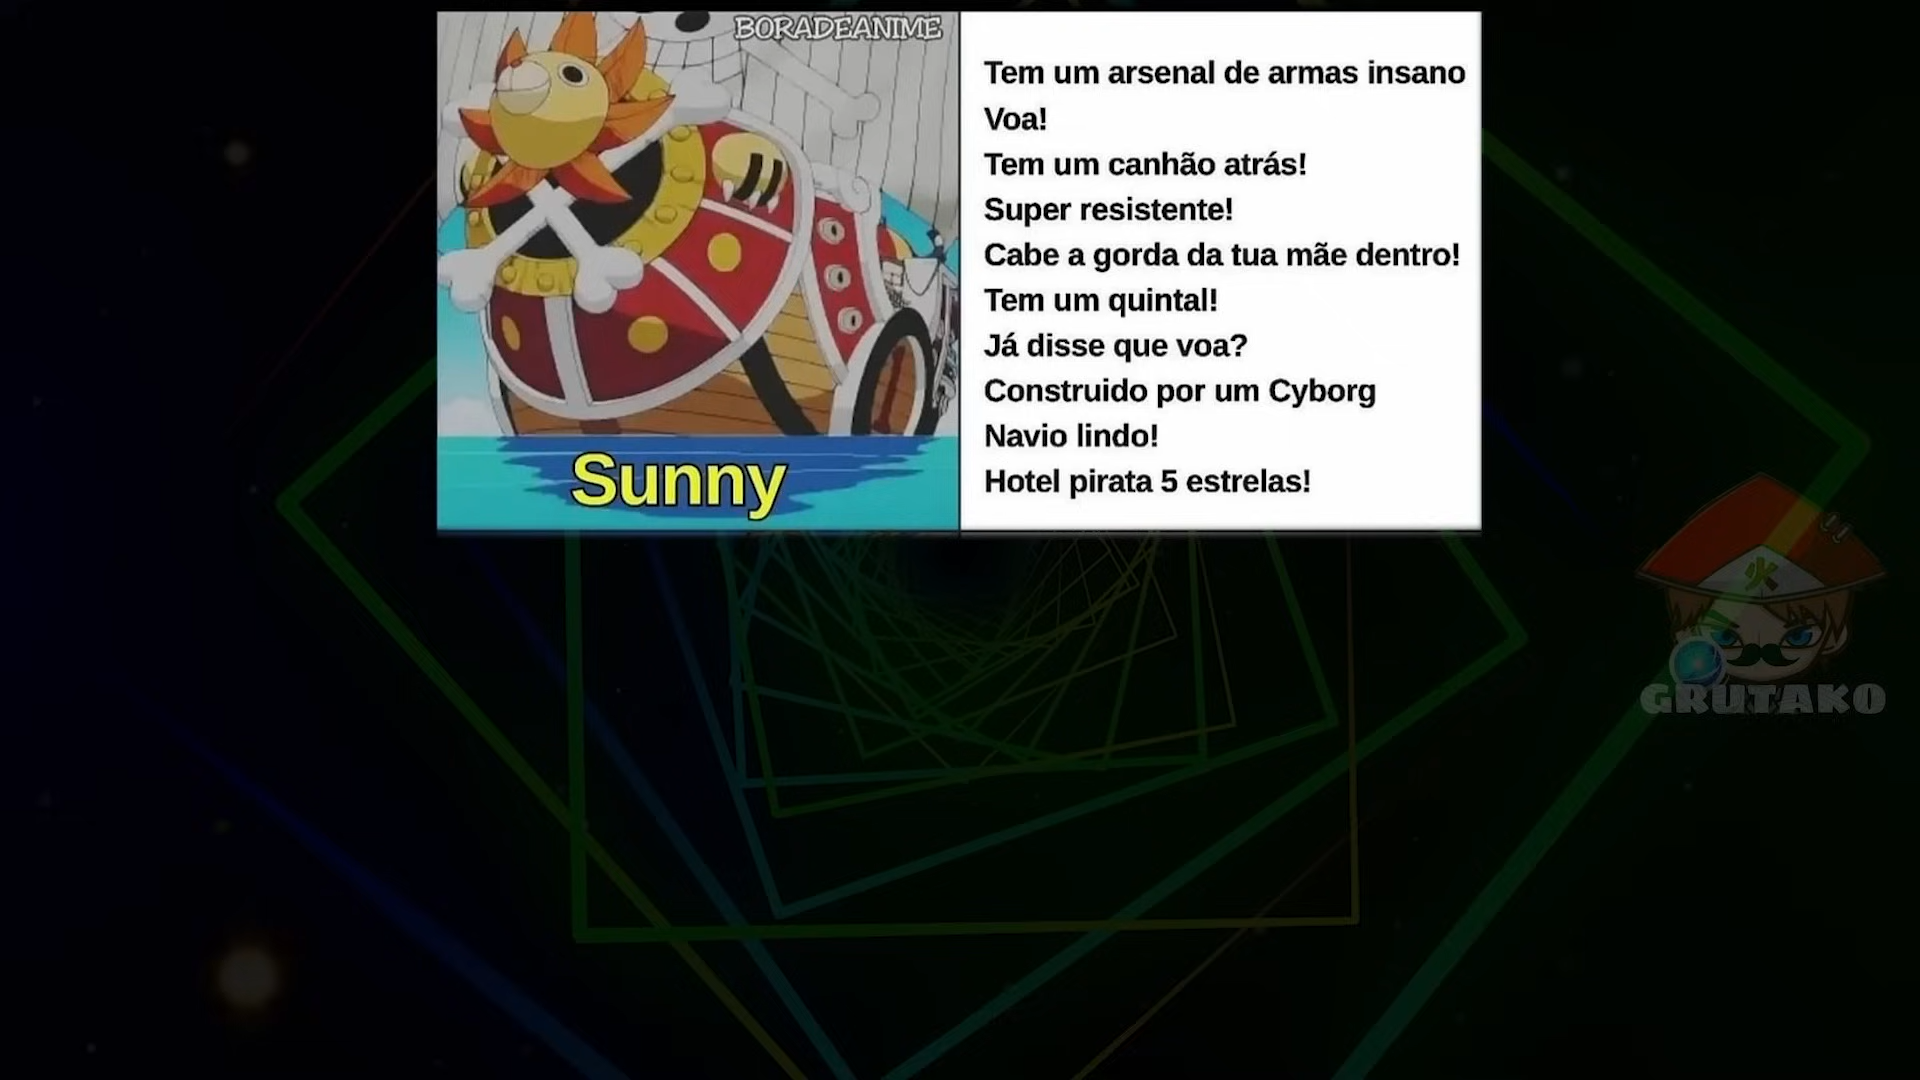 BORADEANIME
Sunny
Tem um arsenal de armas insano
Voa!
Tem um canhão atrás!
Super resistente!
Cabe a gorda da tua mãe dentro!
Tem um quintal!
Já disse que voa?
Construido por um Cyborg
Navio lindo!
Hotel pirata 5 estrelas!
火
GRUTAKO